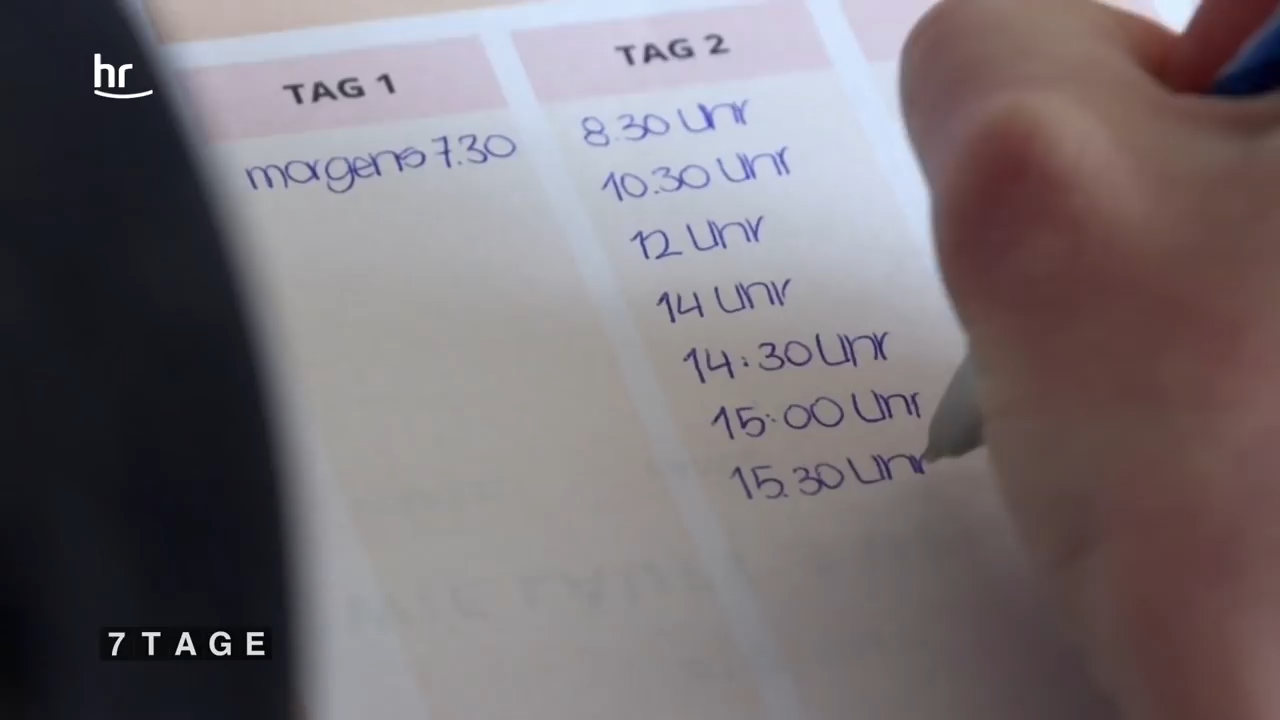 hr
TAG 1
morgens 7.30
TAG 2
8.30 Uhr
10.30 Uhr
12 Uhr
14 Uhr
14:30 Uhr
15:00 Uhr
15.30 Uhr
7 TAGE